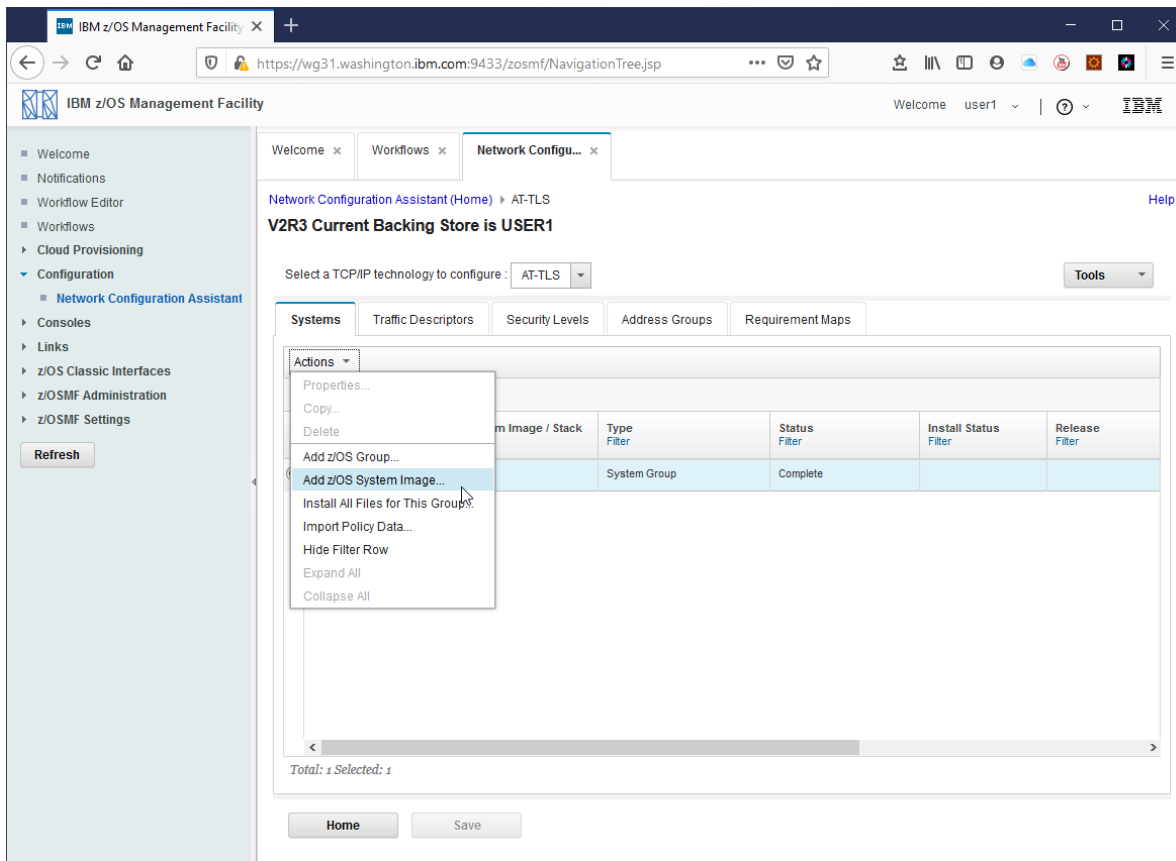 IBM IBM z/OS Management Facility
https://wg31.washington.ibm.com:9433/zosmf/NavigationTree.jsp
IBM z/OS Management Facility
Welcome user1
IBM
Welcome
Notifications
Workflow Editor
Workflows
Cloud Provisioning
Configuration
Network Configuration Assistant
Consoles
Links
z/OS Classic Interfaces
z/OSMF Administration
z/OSMF Settings
Refresh
Welcome Workflows Network Configu...
Network Configuration Assistant (Home) AT-TLS Help
V2R3 Current Backing Store is USER1
Select a TCP/IP technology to configure : AT-TLS Tools
Systems Traffic Descriptors Security Levels Address Groups Requirement Maps
Actions
Properties...
Copy...
Delete
Add z/OS Group...
Add z/OS System Image...
Install All Files for This Group...
Import Policy Data...
Hide Filter Row
Expand All
Collapse All
m Image / Stack Type Status Install Status Release
Filter Filter Filter Filter
System Group Complete
Total: 1 Selected: 1
Home Save